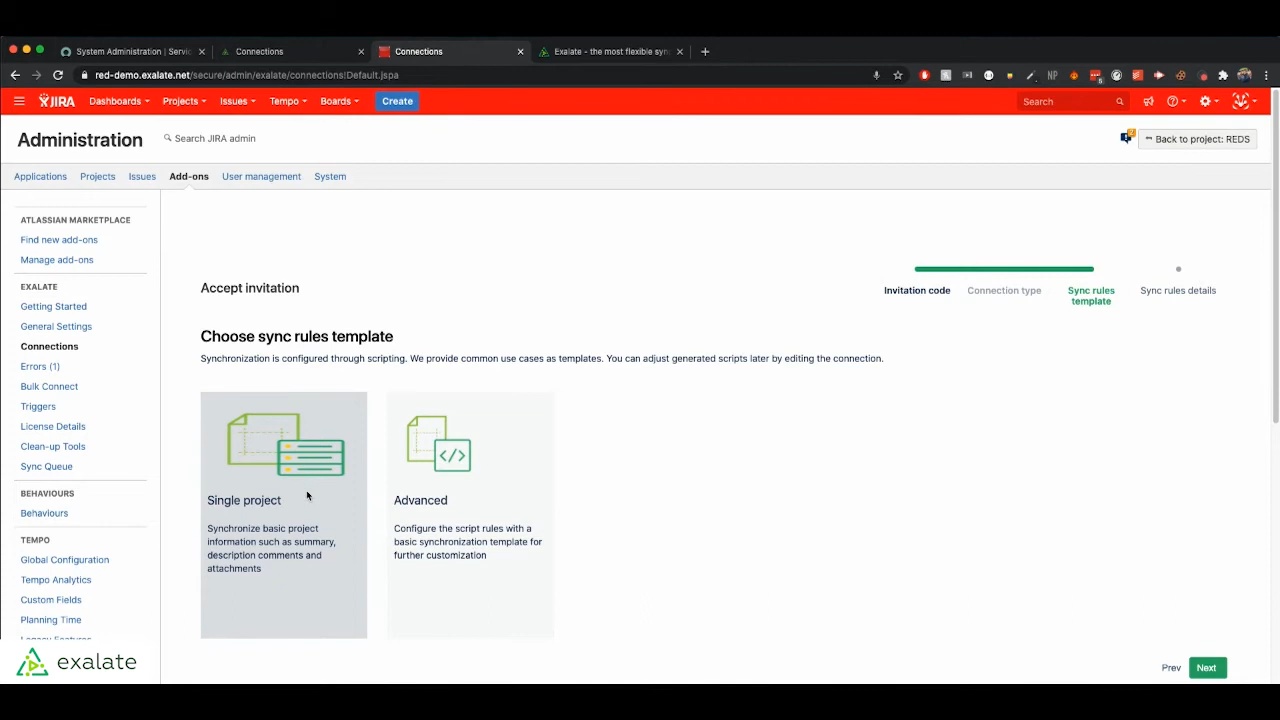 System Administration | Servic
Connections
Connections
Exalate - the most flexible syn
red-demo.exalate.net/secure/admin/exalate/connections!Default.jspa
NP
JIRA
Dashboards
Projects
Issues
Tempo
Boards
Create
Search
Administration
Search JIRA admin
Back to project: REDS
Applications
Projects
Issues
Add-ons
User management
System
ATLASSIAN MARKETPLACE
Find new add-ons
Manage add-ons
EXALATE
Getting Started
General Settings
Connections
Errors (1)
Bulk Connect
Triggers
License Details
Clean-up Tools
Sync Queue
BEHAVIOURS
Behaviours
TEMPO
Global Configuration
Tempo Analytics
Custom Fields
Planning Time
Legacy Features
exalate
Accept invitation
Invitation code
Connection type
Sync rules
template
Sync rules details
Choose sync rules template
Synchronization is configured through scripting. We provide common use cases as templates. You can adjust generated scripts later by editing the connection.
Single project
Synchronize basic project
information such as summary,
description comments and
attachments
</>
Advanced
Configure the script rules with a
basic synchronization template for
further customization
Prev
Next